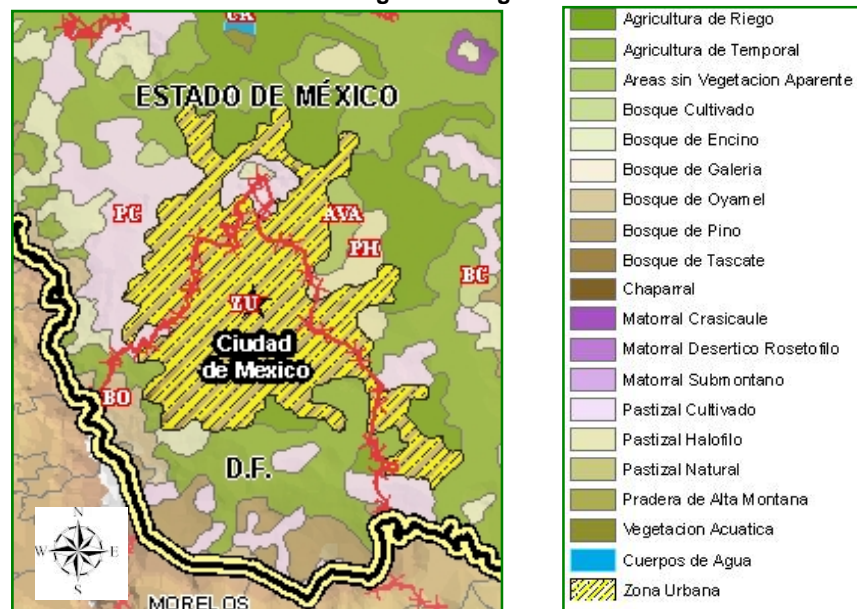 ESTADO DE MÉXICO
PC
AVA
PH
BC
ZU
Ciudad
de Mexico
BO
D.F.
N
W E
S
MORELOS
Agricultura de Riego
Agricultura de Temporal
Areas sin Vegetacion Aparente
Bosque Cultivado
Bosque de Encino
Bosque de Galeria
Bosque de Oyamel
Bosque de Pino
Bosque de Tascate
Chaparral
Matorral Crasicaule
Matorral Desertico Rosetofilo
Matorral Submontano
Pastizal Cultivado
Pastizal Halofilo
Pastizal Natural
Pradera de Alta Montana
Vegetacion Acuatica
Cuerpos de Agua
Zona Urbana